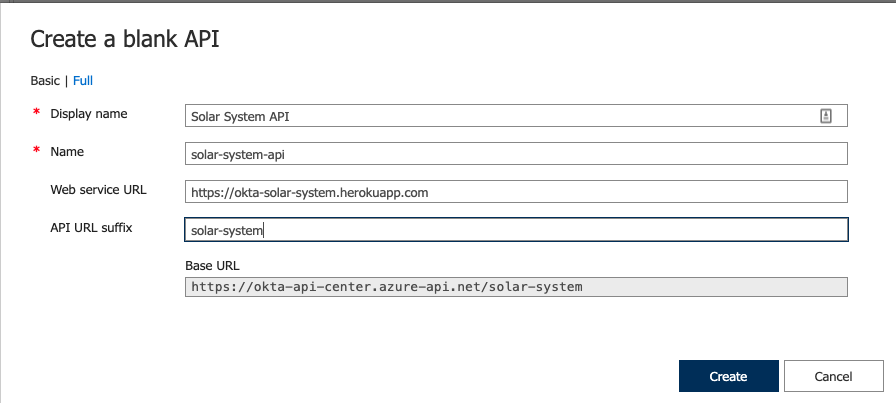 Create a blank API
Basic | Full
* Display name Solar System API
* Name solar-system-api
Web service URL https://okta-solar-system.herokuapp.com
API URL suffix solar-system
Base URL
https://okta-api-center.azure-api.net/solar-system
Create Cancel